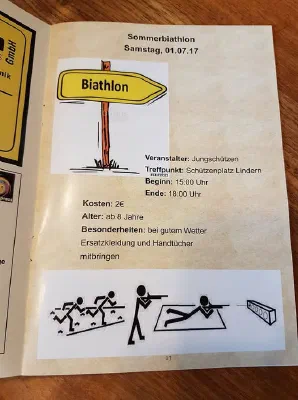 GmbH
Sommerbiathlon
Samstag, 01.07.17
Biathlon
Veranstalter: Jungschützen
Treffpunkt: Schützenplatz Lindern
Beginn: 15:00 Uhr
Ende: 18:00 Uhr
Kosten: 2€
Alter: ab 8 Jahre
Besonderheiten: bei gutem Wetter
Ersatzkleidung und Handtücher
mitbringen